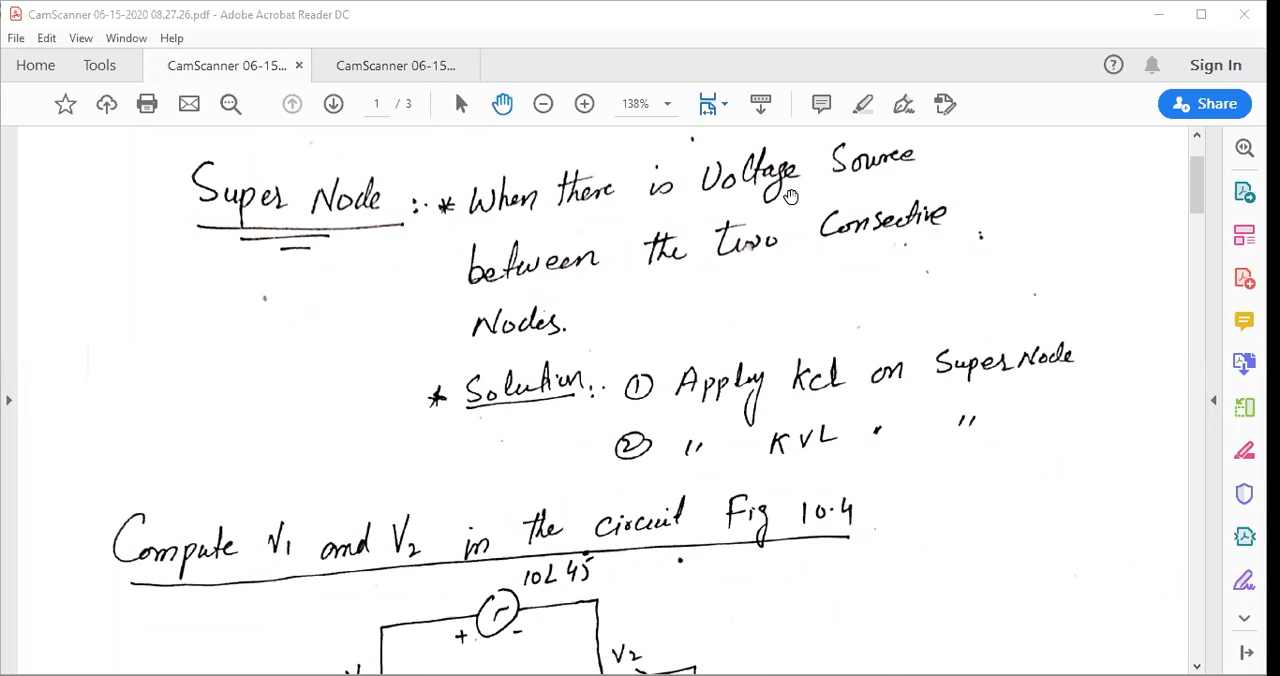 CamScanner 06-15-2020 08.27.26.pdf - Adobe Acrobat Reader DC
File Edit View Window Help
Home Tools CamScanner 06-15... × CamScanner 06-15...
Sign In
1 / 3
138%
Share
Super Node :. * When there is Voltage Source
between the two Consective
Nodes.
* Solution :. ① Apply KCL on SuperNode
② " KVL " "
Compute V1 and V2 in the circuit Fig 10.4
10∠45
+ -
V2